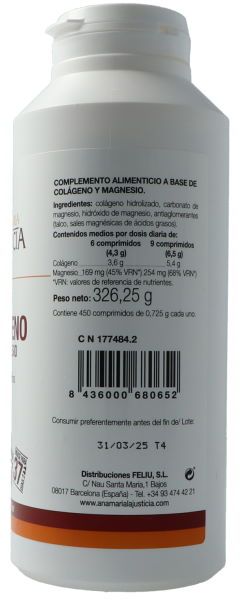 COMPLEMENTO ALIMENTICIO A BASE DE
COLÁGENO Y MAGNESIO.
Ingredientes: colágeno hidrolizado, carbonato de
magnesio, hidróxido de magnesio, antiaglomerantes
(talco, sales magnésicas de ácidos grasos).
Contenidos medios por dosis diaria de:
6 comprimidos 9 comprimidos
(4,3 g) (6,5 g)
Colágeno 3,6 g 5,4 g
Magnesio 169 mg (45% VRN*) 254 mg (68% VRN*)
*VRN: valores de referencia de nutrientes
Peso neto: 326,25 g
Contiene 450 comprimidos de 0,725 g cada uno.
C N 177484.2
8 436000 680652
Consumir preferentemente antes del fin de/ Lote:
31/03/25 T4
Distribuciones FELIU, S.L.
C/ Nau Santa Maria, 1 Bajos
08017 Barcelona (España) - Tel. +34 93 474 42 21
www.anamarialajusticia.com